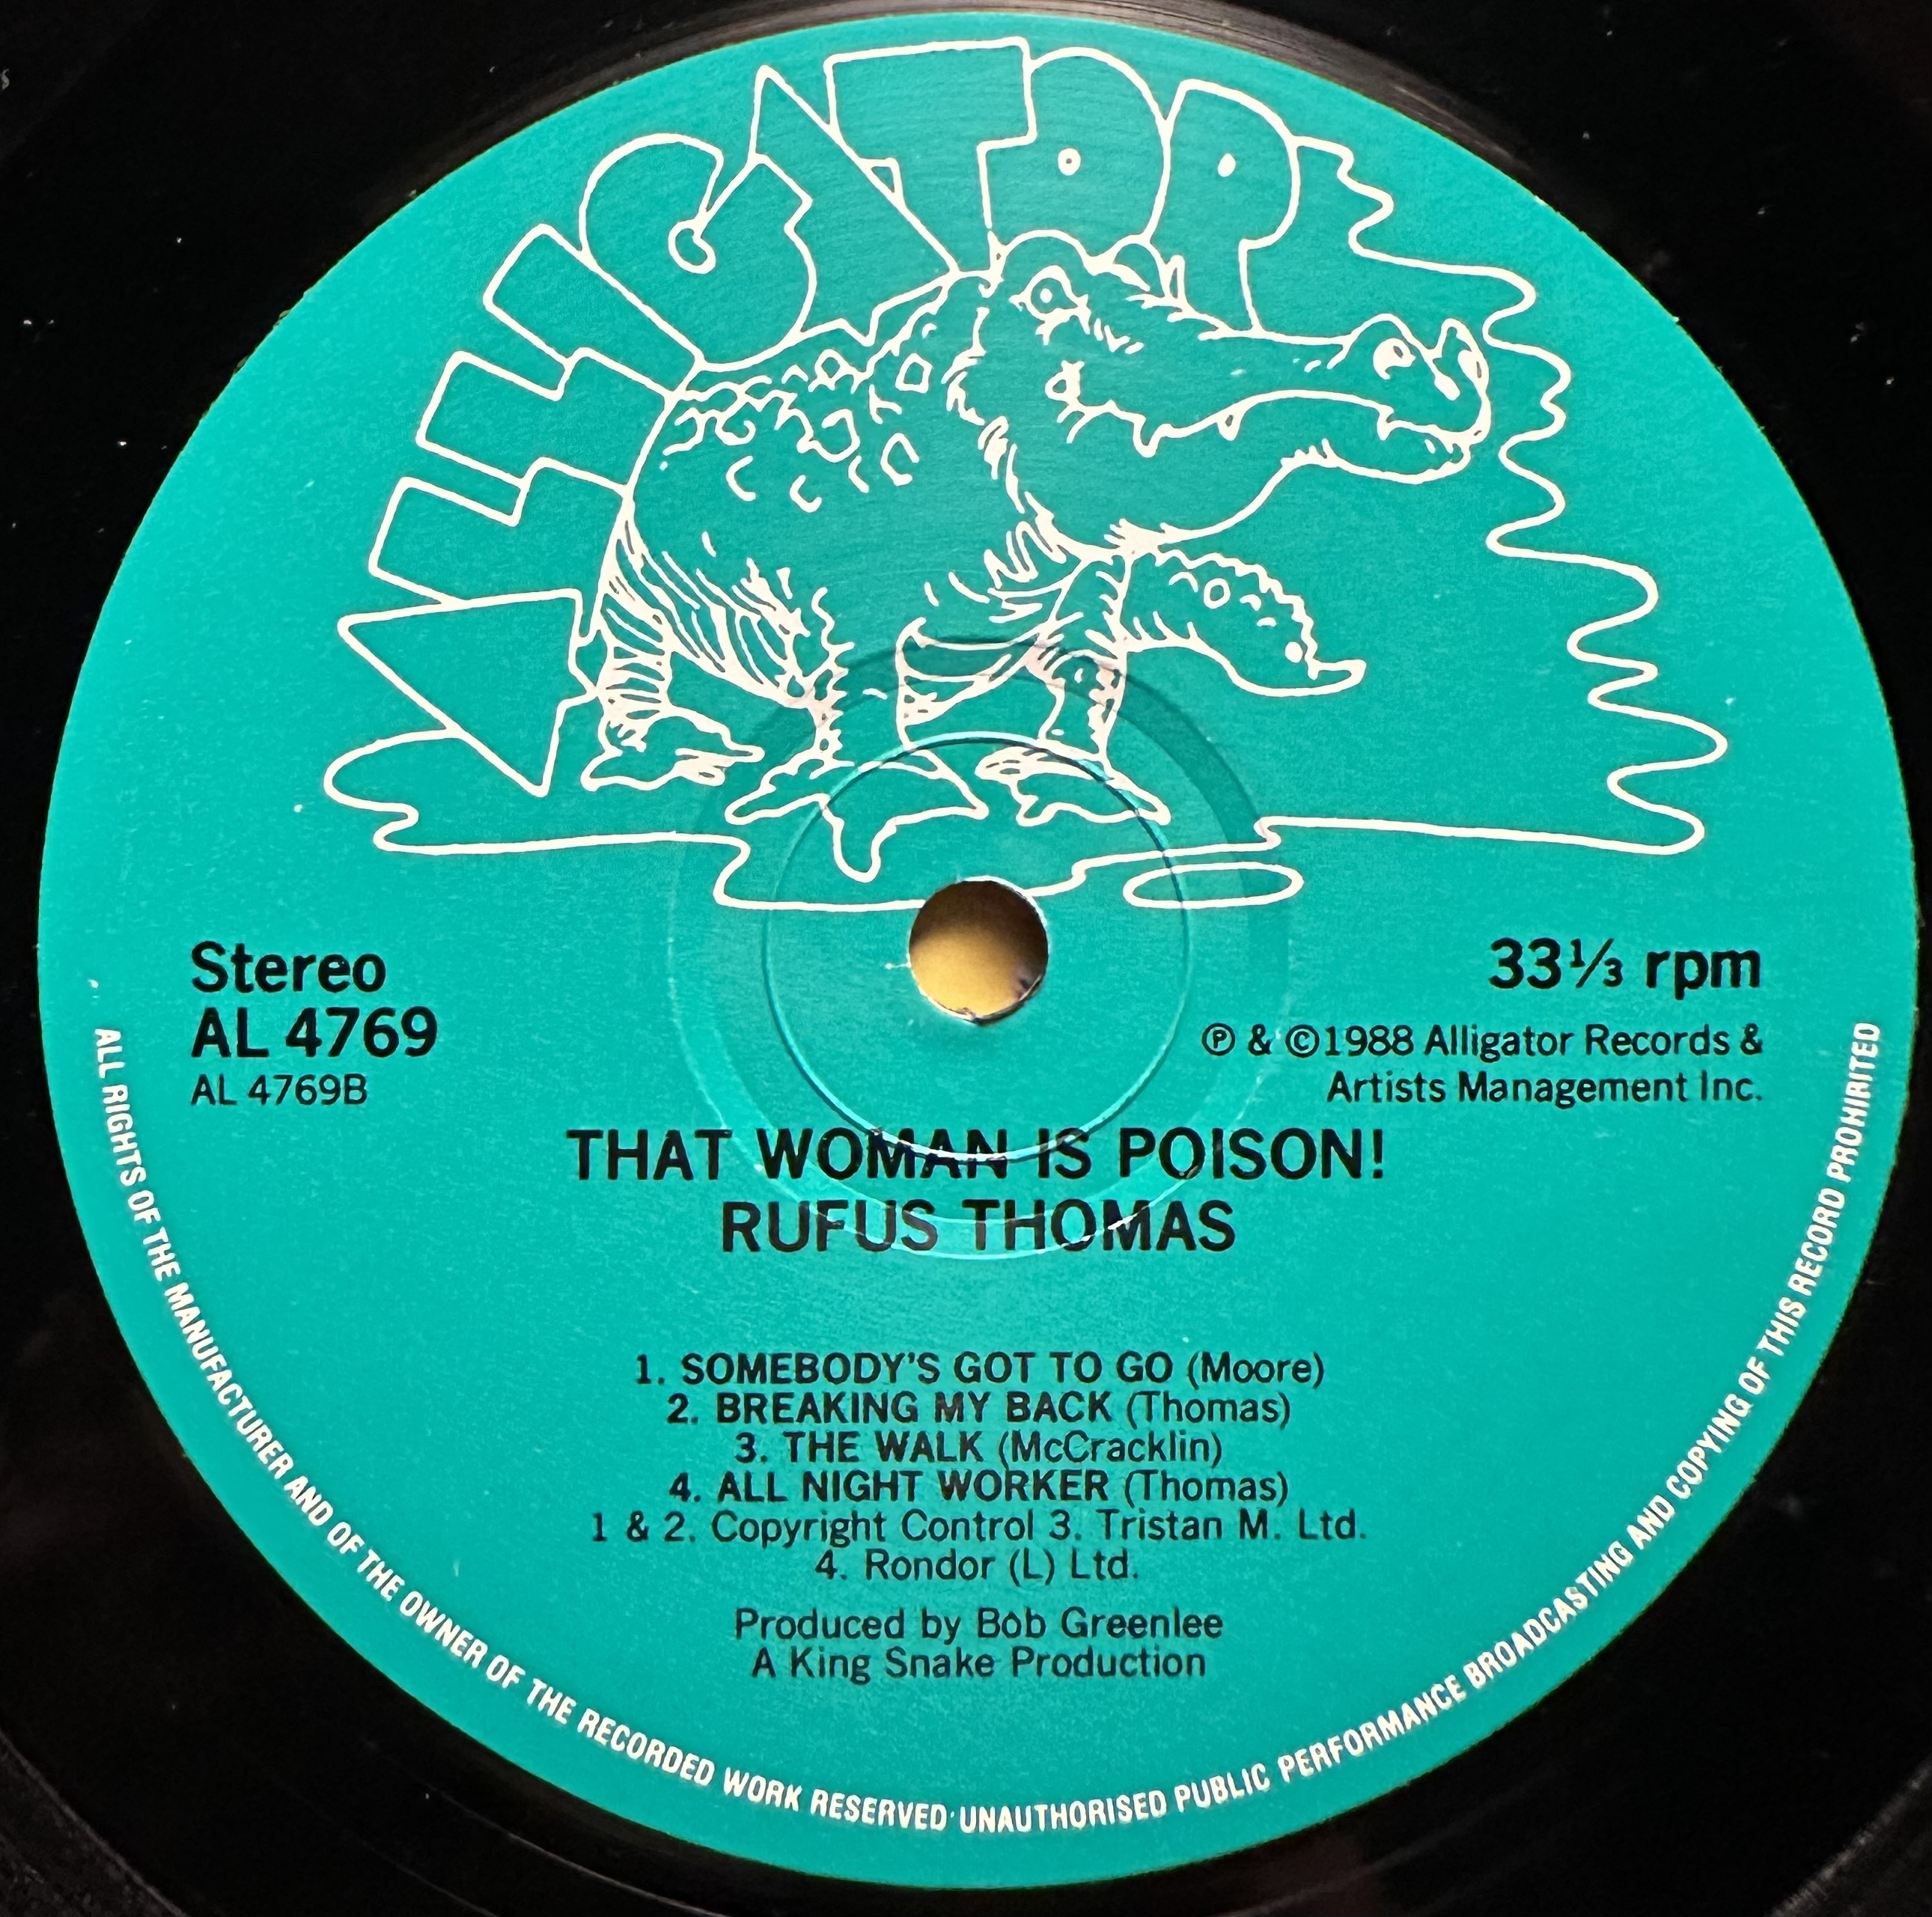 ALLIGATOR
Stereo
AL 4769
AL 4769B
33⅓ rpm
℗ & ©1988 Alligator Records &
Artists Management Inc.
THAT WOMAN IS POISON!
RUFUS THOMAS
1. SOMEBODY'S GOT TO GO (Moore)
2. BREAKING MY BACK (Thomas)
3. THE WALK (McCracklin)
4. ALL NIGHT WORKER (Thomas)
1 & 2. Copyright Control 3. Tristan M. Ltd.
4. Rondor (L) Ltd.
Produced by Bob Greenlee
A King Snake Production
ALL RIGHTS OF THE MANUFACTURER AND OF THE OWNER OF THE RECORDED WORK RESERVED · UNAUTHORISED PUBLIC PERFORMANCE BROADCASTING AND COPYING OF THIS RECORD PROHIBITED